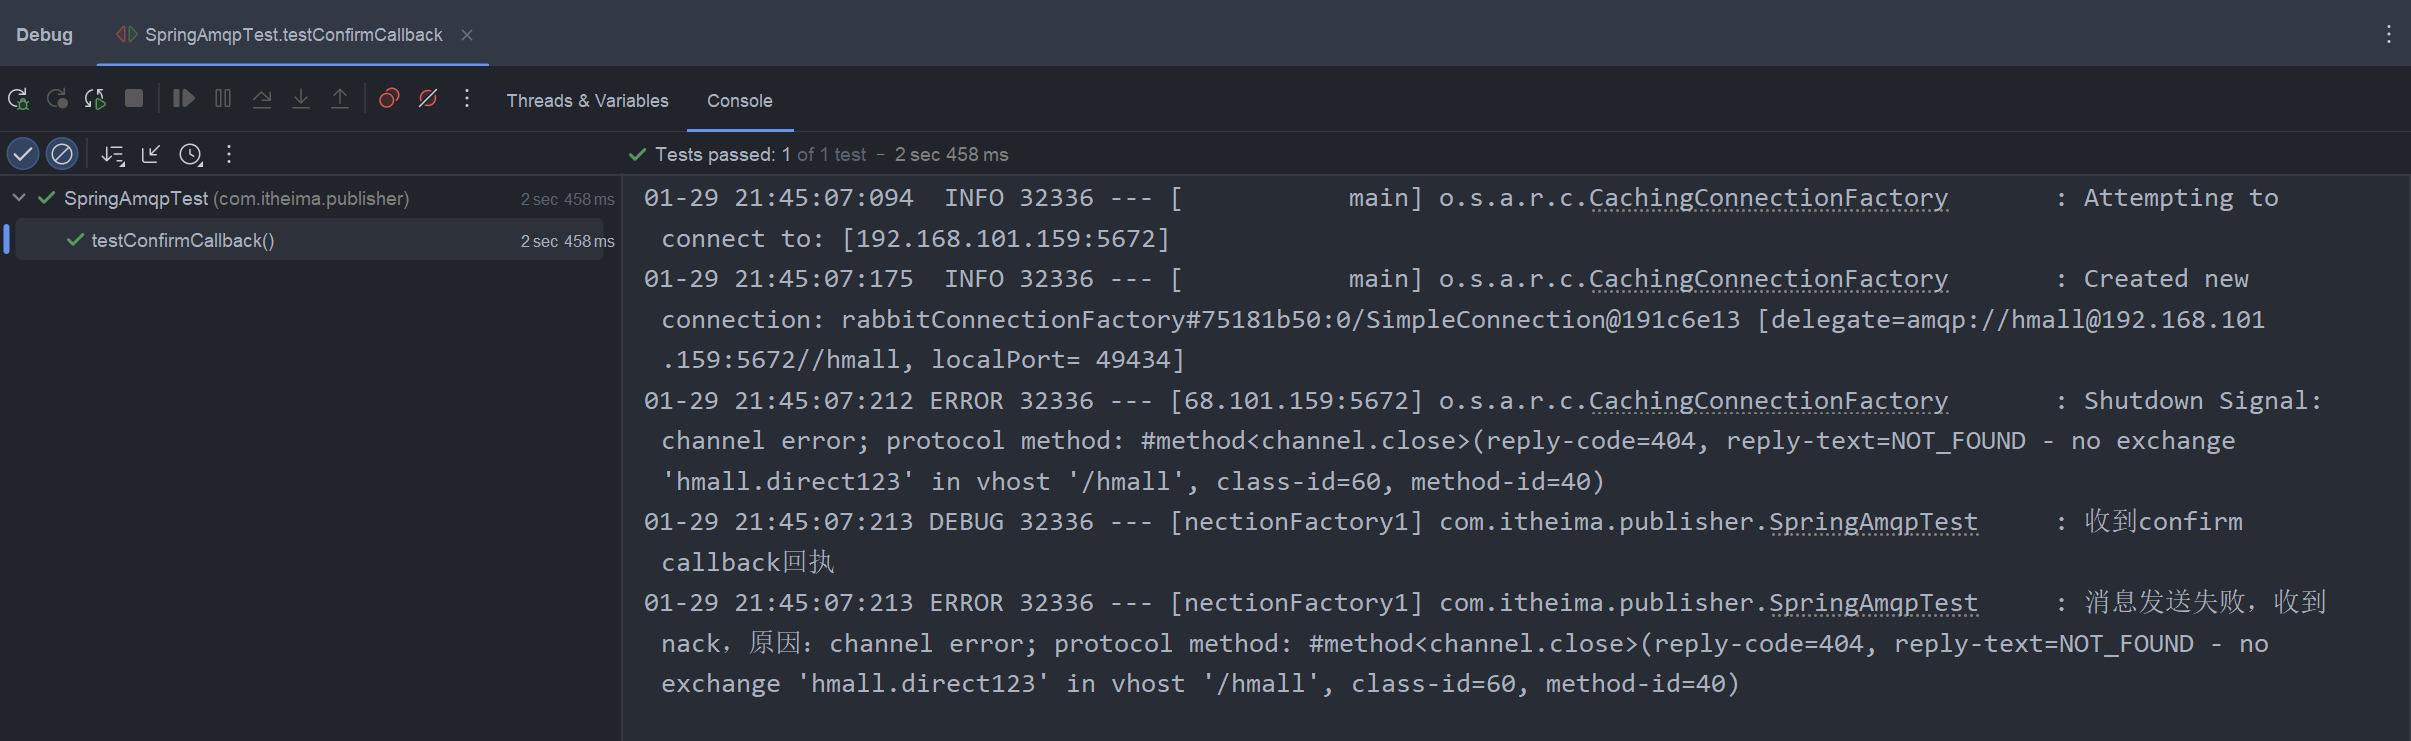 Debug SpringAmqpTest.testConfirmCallback
Threads & Variables Console
Tests passed: 1 of 1 test – 2 sec 458 ms
SpringAmqpTest (com.itheima.publisher) 2 sec 458 ms
testConfirmCallback() 2 sec 458 ms
01-29 21:45:07:094  INFO 32336 --- [           main] o.s.a.r.c.CachingConnectionFactory       : Attempting to
connect to: [192.168.101.159:5672]
01-29 21:45:07:175  INFO 32336 --- [           main] o.s.a.r.c.CachingConnectionFactory       : Created new
connection: rabbitConnectionFactory#75181b50:0/SimpleConnection@191c6e13 [delegate=amqp://hmall@192.168.101
.159:5672//hmall, localPort= 49434]
01-29 21:45:07:212 ERROR 32336 --- [68.101.159:5672] o.s.a.r.c.CachingConnectionFactory       : Shutdown Signal:
channel error; protocol method: #method<channel.close>(reply-code=404, reply-text=NOT_FOUND - no exchange
'hmall.direct123' in vhost '/hmall', class-id=60, method-id=40)
01-29 21:45:07:213 DEBUG 32336 --- [nectionFactory1] com.itheima.publisher.SpringAmqpTest     : 收到confirm
callback回执
01-29 21:45:07:213 ERROR 32336 --- [nectionFactory1] com.itheima.publisher.SpringAmqpTest     : 消息发送失败，收到
nack，原因：channel error; protocol method: #method<channel.close>(reply-code=404, reply-text=NOT_FOUND - no
exchange 'hmall.direct123' in vhost '/hmall', class-id=60, method-id=40)